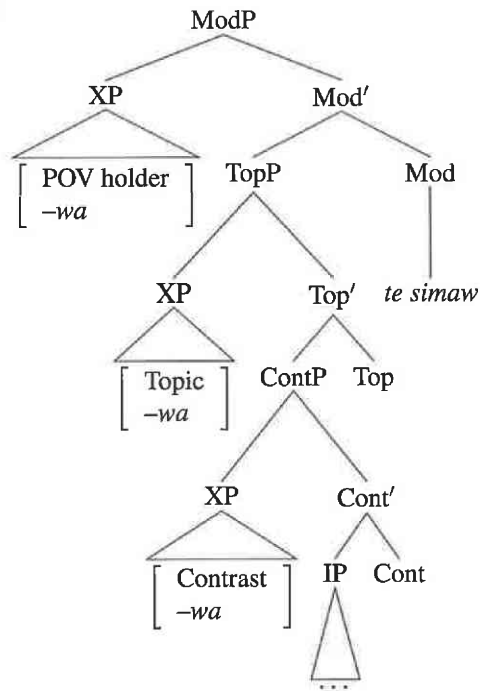 ModP
XP Mod′
[ POV holder
–wa ]
TopP Mod
XP Top′ te simaw
[ Topic
–wa ]
ContP Top
XP Cont′
[ Contrast
–wa ]
IP Cont
...